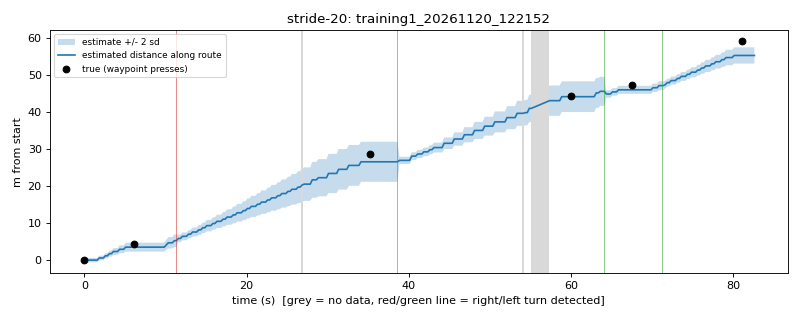 stride-20: training1_20261120_122152
estimate +/- 2 sd
estimated distance along route
true (waypoint presses)
m from start
60
50
40
30
20
10
0
0
20
40
60
80
time (s)  [grey = no data, red/green line = right/left turn detected]